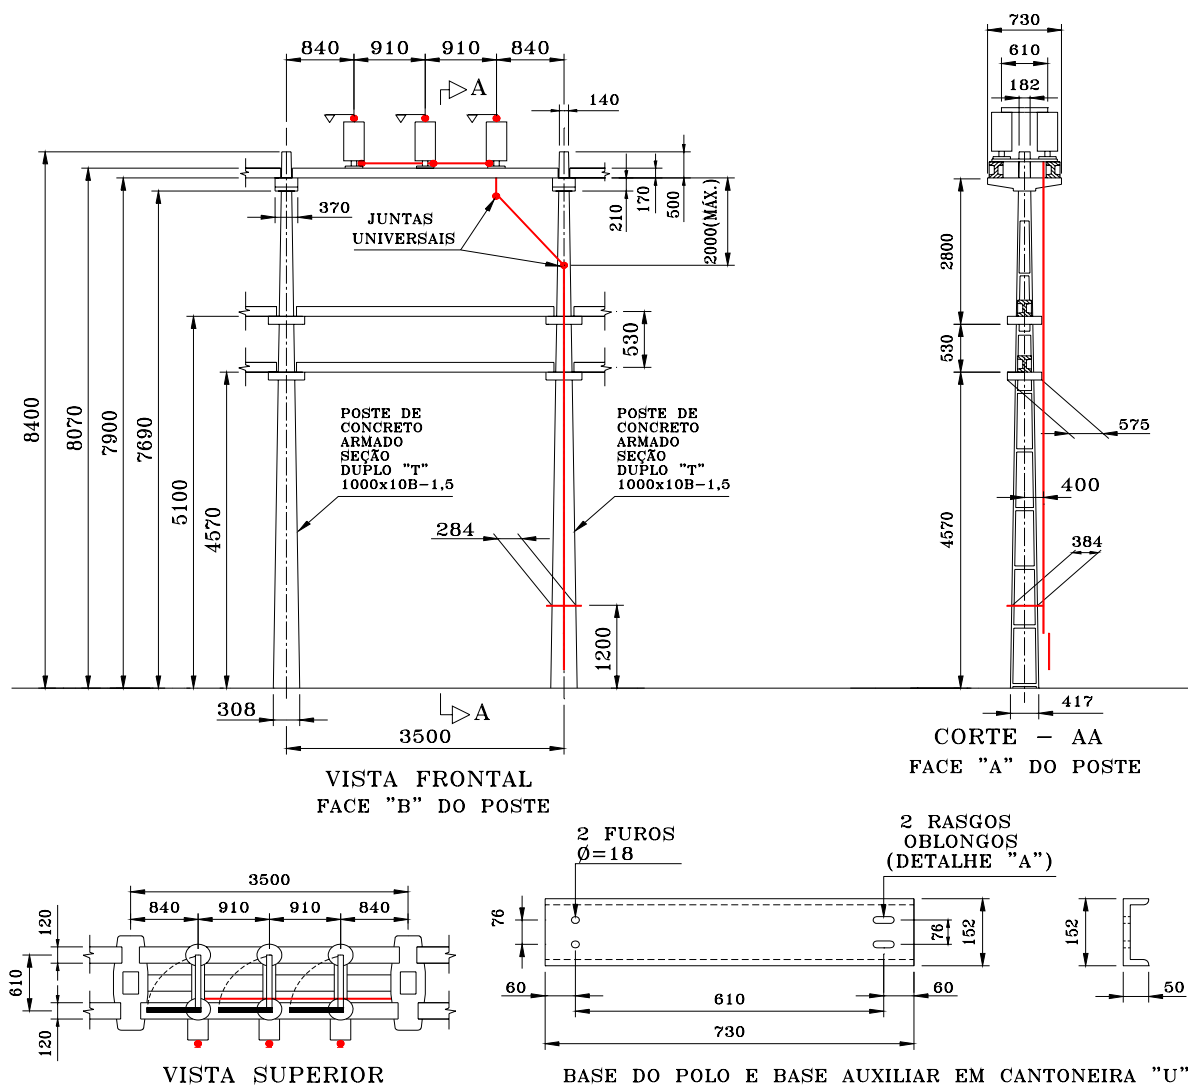 840
910
910
840
A
140
8400
8070
7900
7690
5100
4570
370
JUNTAS
UNIVERSAIS
210
170
500
2000(MÁX.)
530
POSTE DE
CONCRETO
ARMADO
SEÇÃO
DUPLO "T"
1000x10B-1,5
POSTE DE
CONCRETO
ARMADO
SEÇÃO
DUPLO "T"
1000x10B-1,5
284
1200
308
A
3500
VISTA FRONTAL
FACE "B" DO POSTE
730
610
182
2800
530
4570
575
400
384
417
CORTE - AA
FACE "A" DO POSTE
3500
840
910
910
840
120
610
120
VISTA SUPERIOR
2 FUROS
Ø=18
2 RASGOS
OBLONGOS
(DETALHE "A")
76
76
152
152
60
610
60
50
730
BASE DO POLO E BASE AUXILIAR EM CANTONEIRA "U"